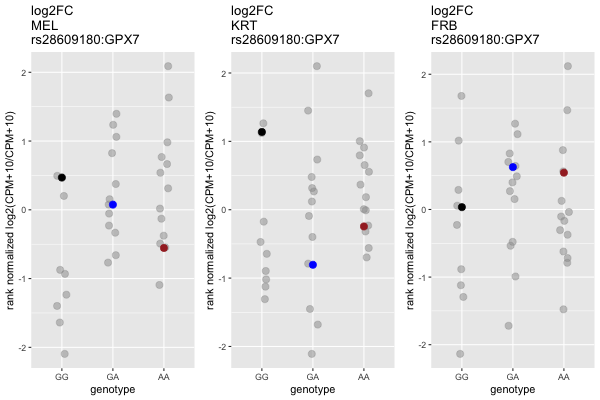 log2FC
MEL
rs28609180:GPX7
rank normalized log2(CPM+10/CPM+10)
2
1
0
-1
-2
GG
GA
AA
genotype
log2FC
KRT
rs28609180:GPX7
rank normalized log2(CPM+10/CPM+10)
2
1
0
-1
-2
GG
GA
AA
genotype
log2FC
FRB
rs28609180:GPX7
rank normalized log2(CPM+10/CPM+10)
2
1
0
-1
-2
GG
GA
AA
genotype